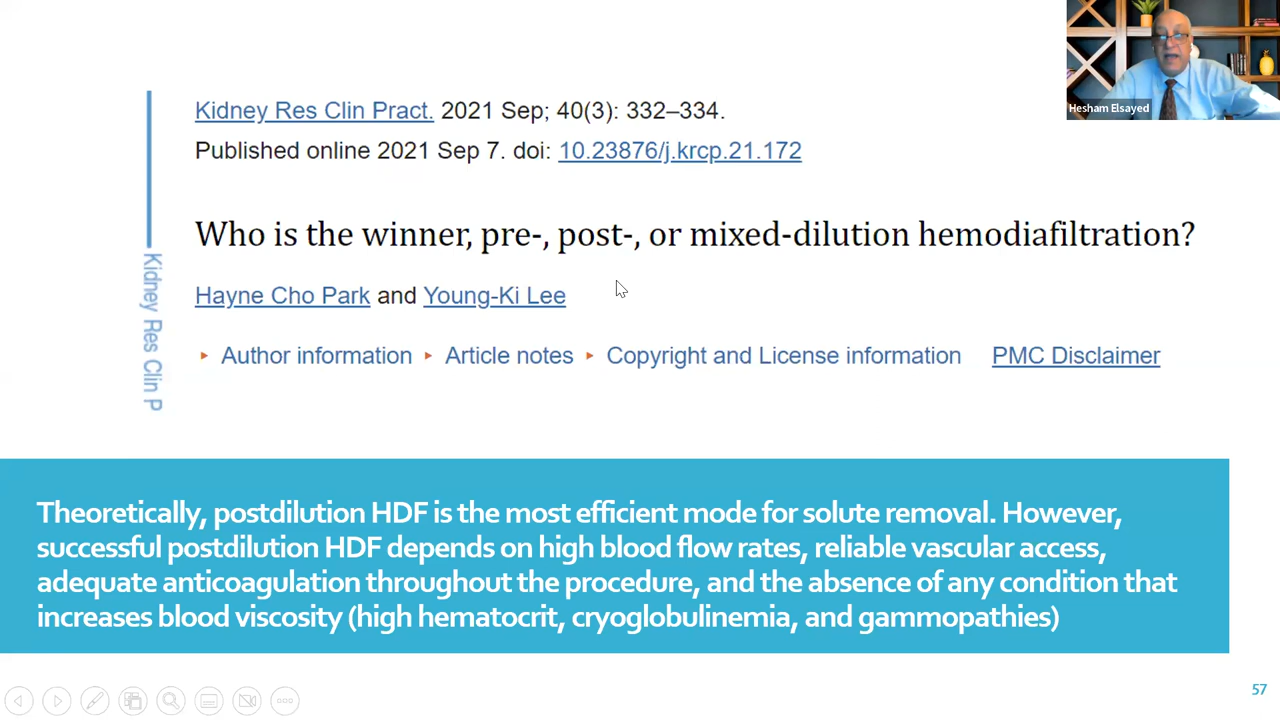 Hesham Elsayed
Kidney Res Clin Pract. 2021 Sep; 40(3): 332–334.
Published online 2021 Sep 7. doi: 10.23876/j.krcp.21.172
Who is the winner, pre-, post-, or mixed-dilution hemodiafiltration?
Hayne Cho Park and Young-Ki Lee
Author information Article notes Copyright and License information PMC Disclaimer
Kidney Res Clin P
Theoretically, postdilution HDF is the most efficient mode for solute removal. However,
successful postdilution HDF depends on high blood flow rates, reliable vascular access,
adequate anticoagulation throughout the procedure, and the absence of any condition that
increases blood viscosity (high hematocrit, cryoglobulinemia, and gammopathies)
57